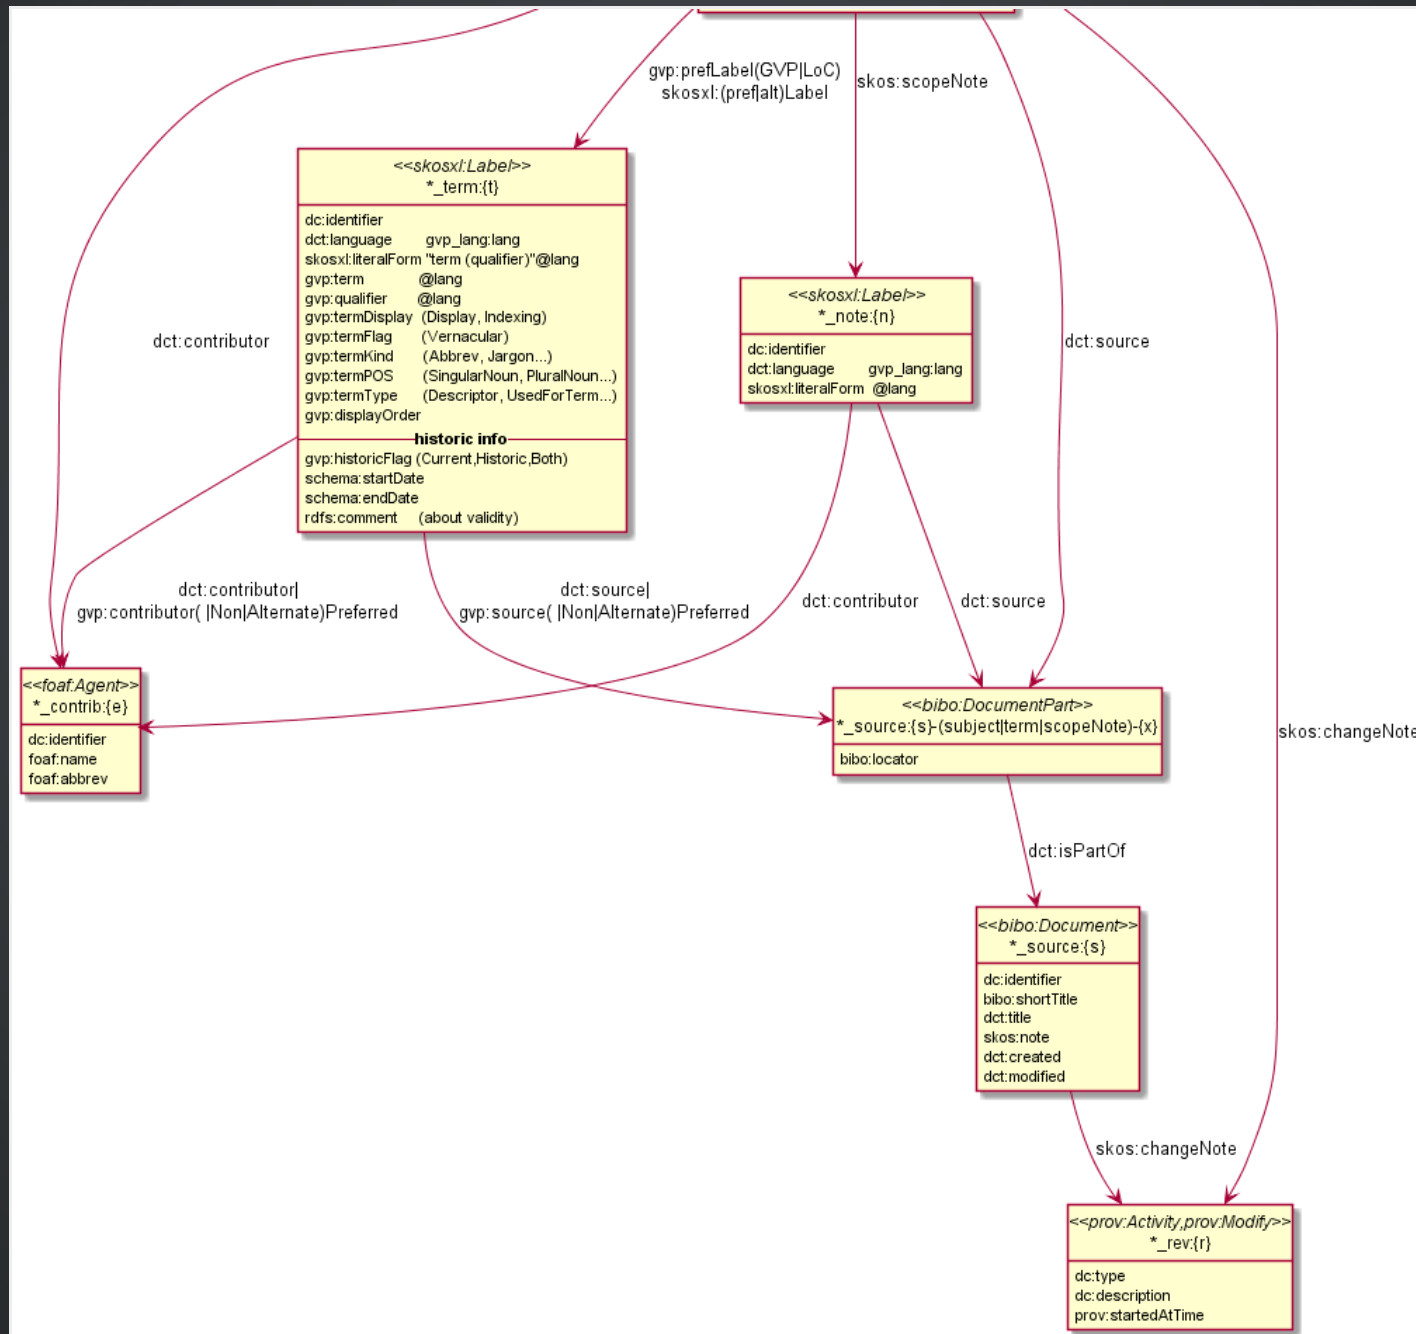 gvp:prefLabel(GVP|LoC)
skosxl:(pref|alt)Label
skos:scopeNote
<<skosxl:Label>>
*_term:{t}
dc:identifier
dct:language gvp_lang:lang
skosxl:literalForm "term (qualifier)"@lang
gvp:term @lang
gvp:qualifier @lang
gvp:termDisplay (Display, Indexing)
gvp:termFlag (Vernacular)
gvp:termKind (Abbrev, Jargon...)
gvp:termPOS (SingularNoun, PluralNoun...)
gvp:termType (Descriptor, UsedForTerm...)
gvp:displayOrder
historic info
gvp:historicFlag (Current,Historic,Both)
schema:startDate
schema:endDate
rdfs:comment (about validity)
<<skosxl:Label>>
*_note:{n}
dc:identifier
dct:language gvp_lang:lang
skosxl:literalForm @lang
dct:contributor
dct:source
dct:contributor|
gvp:contributor( |Non|Alternate)Preferred
dct:source|
gvp:source( |Non|Alternate)Preferred
dct:contributor
dct:source
<<foaf:Agent>>
*_contrib:{e}
dc:identifier
foaf:name
foaf:abbrev
<<bibo:DocumentPart>>
*_source:{s}-(subject|term|scopeNote)-{x}
bibo:locator
skos:changeNote
dct:isPartOf
<<bibo:Document>>
*_source:{s}
dc:identifier
bibo:shortTitle
dct:title
skos:note
dct:created
dct:modified
skos:changeNote
<<prov:Activity,prov:Modify>>
*_rev:{r}
dc:type
dc:description
prov:startedAtTime